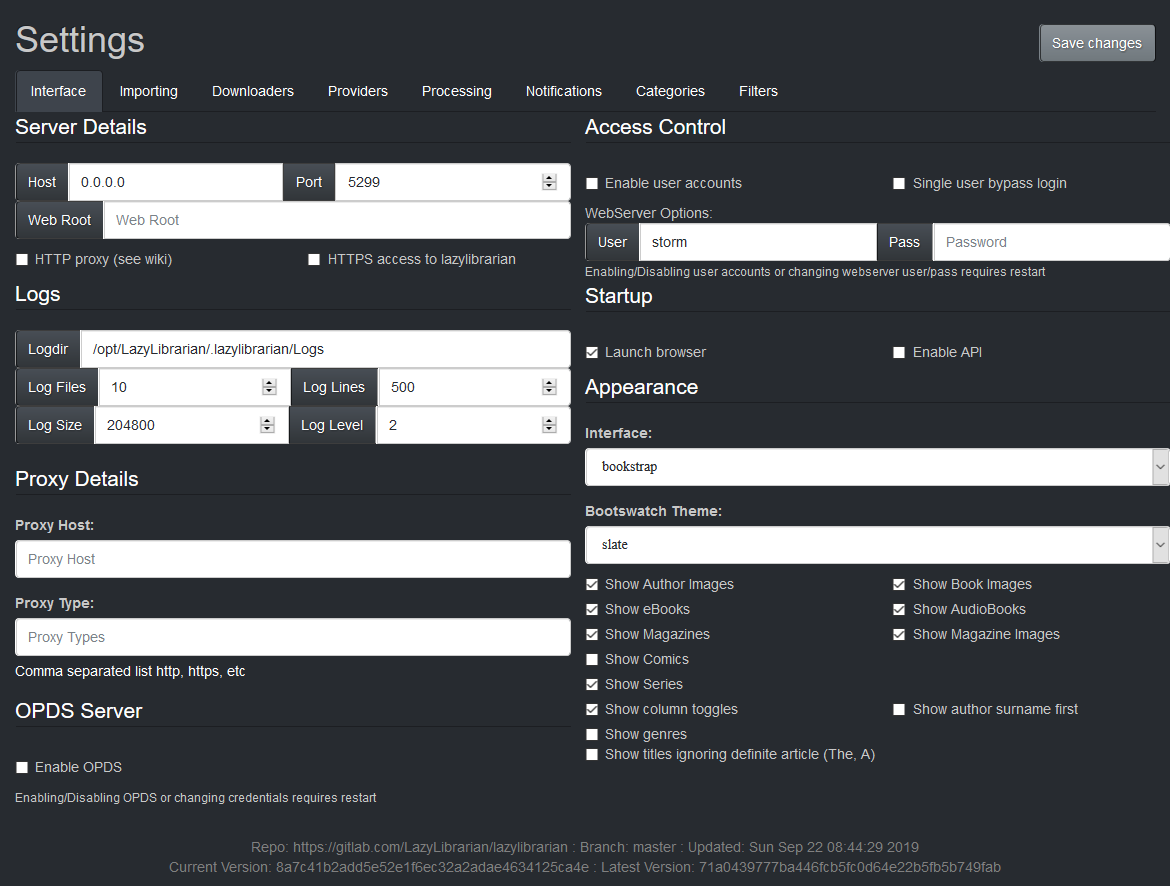 Settings
Save changes
Interface Importing Downloaders Providers Processing Notifications Categories Filters
Server Details
Host 0.0.0.0 Port 5299
Web Root Web Root
HTTP proxy (see wiki) HTTPS access to lazylibrarian
Logs
Logdir /opt/LazyLibrarian/.lazylibrarian/Logs
Log Files 10 Log Lines 500
Log Size 204800 Log Level 2
Proxy Details
Proxy Host:
Proxy Host
Proxy Type:
Proxy Types
Comma separated list http, https, etc
OPDS Server
Enable OPDS
Enabling/Disabling OPDS or changing credentials requires restart
Access Control
Enable user accounts Single user bypass login
WebServer Options:
User storm Pass Password
Enabling/Disabling user accounts or changing webserver user/pass requires restart
Startup
Launch browser Enable API
Appearance
Interface:
bookstrap
Bootswatch Theme:
slate
Show Author Images Show Book Images
Show eBooks Show AudioBooks
Show Magazines Show Magazine Images
Show Comics
Show Series
Show column toggles Show author surname first
Show genres
Show titles ignoring definite article (The, A)
Repo: https://gitlab.com/LazyLibrarian/lazylibrarian : Branch: master : Updated: Sun Sep 22 08:44:29 2019
Current Version: 8a7c41b2add5e52e1f6ec32a2adae4634125ca4e : Latest Version: 71a0439777ba446fcb5fc0d64e22b5fb5b749fab